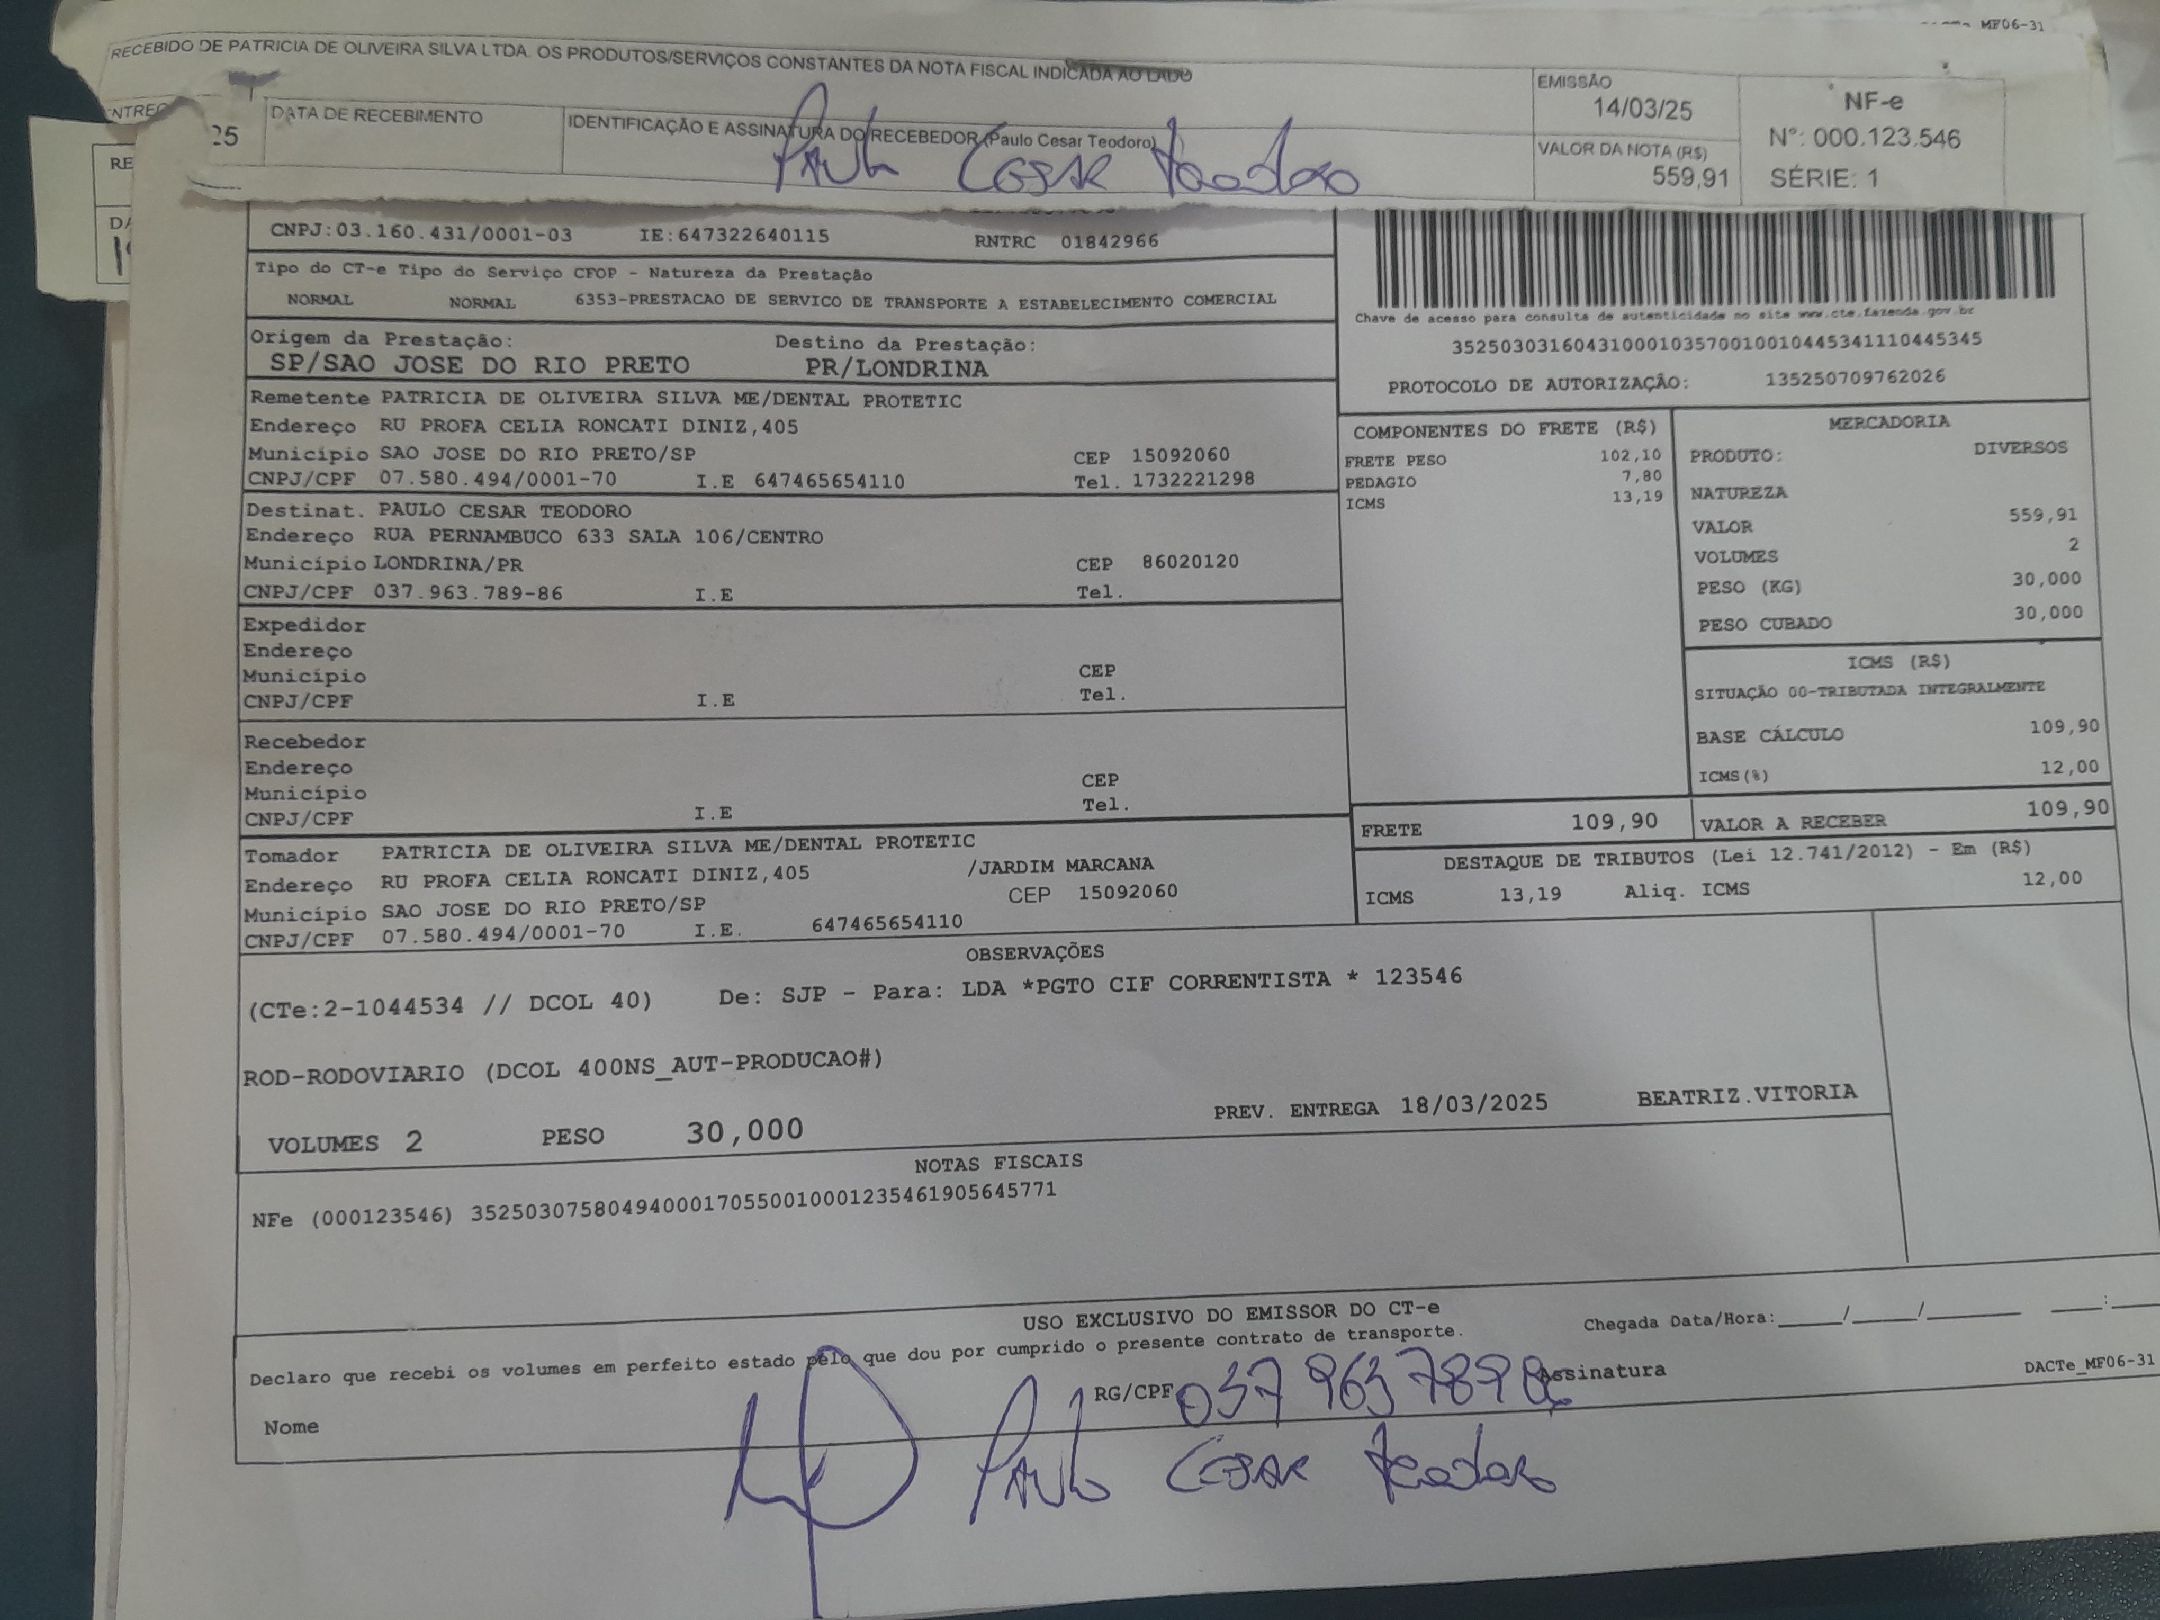 MF06-31
RECEBIDO DE PATRICIA DE OLIVEIRA SILVA LTDA. OS PRODUTOS/SERVIÇOS CONSTANTES DA NOTA FISCAL INDICADA AO LADO
DATA DE RECEBIMENTO
IDENTIFICAÇÃO E ASSINATURA DO RECEBEDOR (Paulo Cesar Teodoro)
Paulo Cesar Teodoro
EMISSÃO
14/03/25
VALOR DA NOTA (R$)
559,91
NF-e
N°: 000.123.546
SÉRIE: 1
25
RE
DA
CNPJ:03.160.431/0001-03 IE:647322640115 RNTRC 01842966
Tipo do CT-e Tipo do Serviço CFOP - Natureza da Prestação
NORMAL NORMAL 6353-PRESTACAO DE SERVICO DE TRANSPORTE A ESTABELECIMENTO COMERCIAL
Origem da Prestação: Destino da Prestação:
SP/SAO JOSE DO RIO PRETO PR/LONDRINA
Remetente PATRICIA DE OLIVEIRA SILVA ME/DENTAL PROTETIC
Endereço RU PROFA CELIA RONCATI DINIZ,405
Município SAO JOSE DO RIO PRETO/SP CEP 15092060
CNPJ/CPF 07.580.494/0001-70 I.E 647465654110 Tel. 1732221298
Destinat. PAULO CESAR TEODORO
Endereço RUA PERNAMBUCO 633 SALA 106/CENTRO
Município LONDRINA/PR CEP 86020120
CNPJ/CPF 037.963.789-86 I.E Tel.
Expedidor
Endereço
Município CEP
CNPJ/CPF I.E Tel.
Recebedor
Endereço
Município CEP
CNPJ/CPF I.E Tel.
Tomador PATRICIA DE OLIVEIRA SILVA ME/DENTAL PROTETIC
Endereço RU PROFA CELIA RONCATI DINIZ,405 /JARDIM MARCANA
Município SAO JOSE DO RIO PRETO/SP CEP 15092060
CNPJ/CPF 07.580.494/0001-70 I.E. 647465654110
Chave de acesso para consulta de autenticidade no site www.cte.fazenda.gov.br
35250303160431000103570010010445341110445345
PROTOCOLO DE AUTORIZAÇÃO: 135250709762026
COMPONENTES DO FRETE (R$)
FRETE PESO 102,10
PEDAGIO 7,80
ICMS 13,19
MERCADORIA
PRODUTO: DIVERSOS
NATUREZA
VALOR 559,91
VOLUMES 2
PESO (KG) 30,000
PESO CUBADO 30,000
ICMS (R$)
SITUAÇÃO 00-TRIBUTADA INTEGRALMENTE
BASE CÁLCULO 109,90
ICMS(%) 12,00
FRETE 109,90 VALOR A RECEBER 109,90
DESTAQUE DE TRIBUTOS (Lei 12.741/2012) - Em (R$)
ICMS 13,19 Aliq. ICMS 12,00
OBSERVAÇÕES
(CTe:2-1044534 // DCOL 40) De: SJP - Para: LDA *PGTO CIF CORRENTISTA * 123546
ROD-RODOVIARIO (DCOL 400NS_AUT-PRODUCAO#)
VOLUMES 2 PESO 30,000 PREV. ENTREGA 18/03/2025 BEATRIZ.VITORIA
NOTAS FISCAIS
NFe (000123546) 35250307580494000170550010001235461905645771
USO EXCLUSIVO DO EMISSOR DO CT-e
Declaro que recebi os volumes em perfeito estado pelo que dou por cumprido o presente contrato de transporte.
Chegada Data/Hora:_____/_____/_______ ____:____
Nome RG/CPF 03796378986 Assinatura
DACTe_MF06-31
Paulo Cesar Teodoro